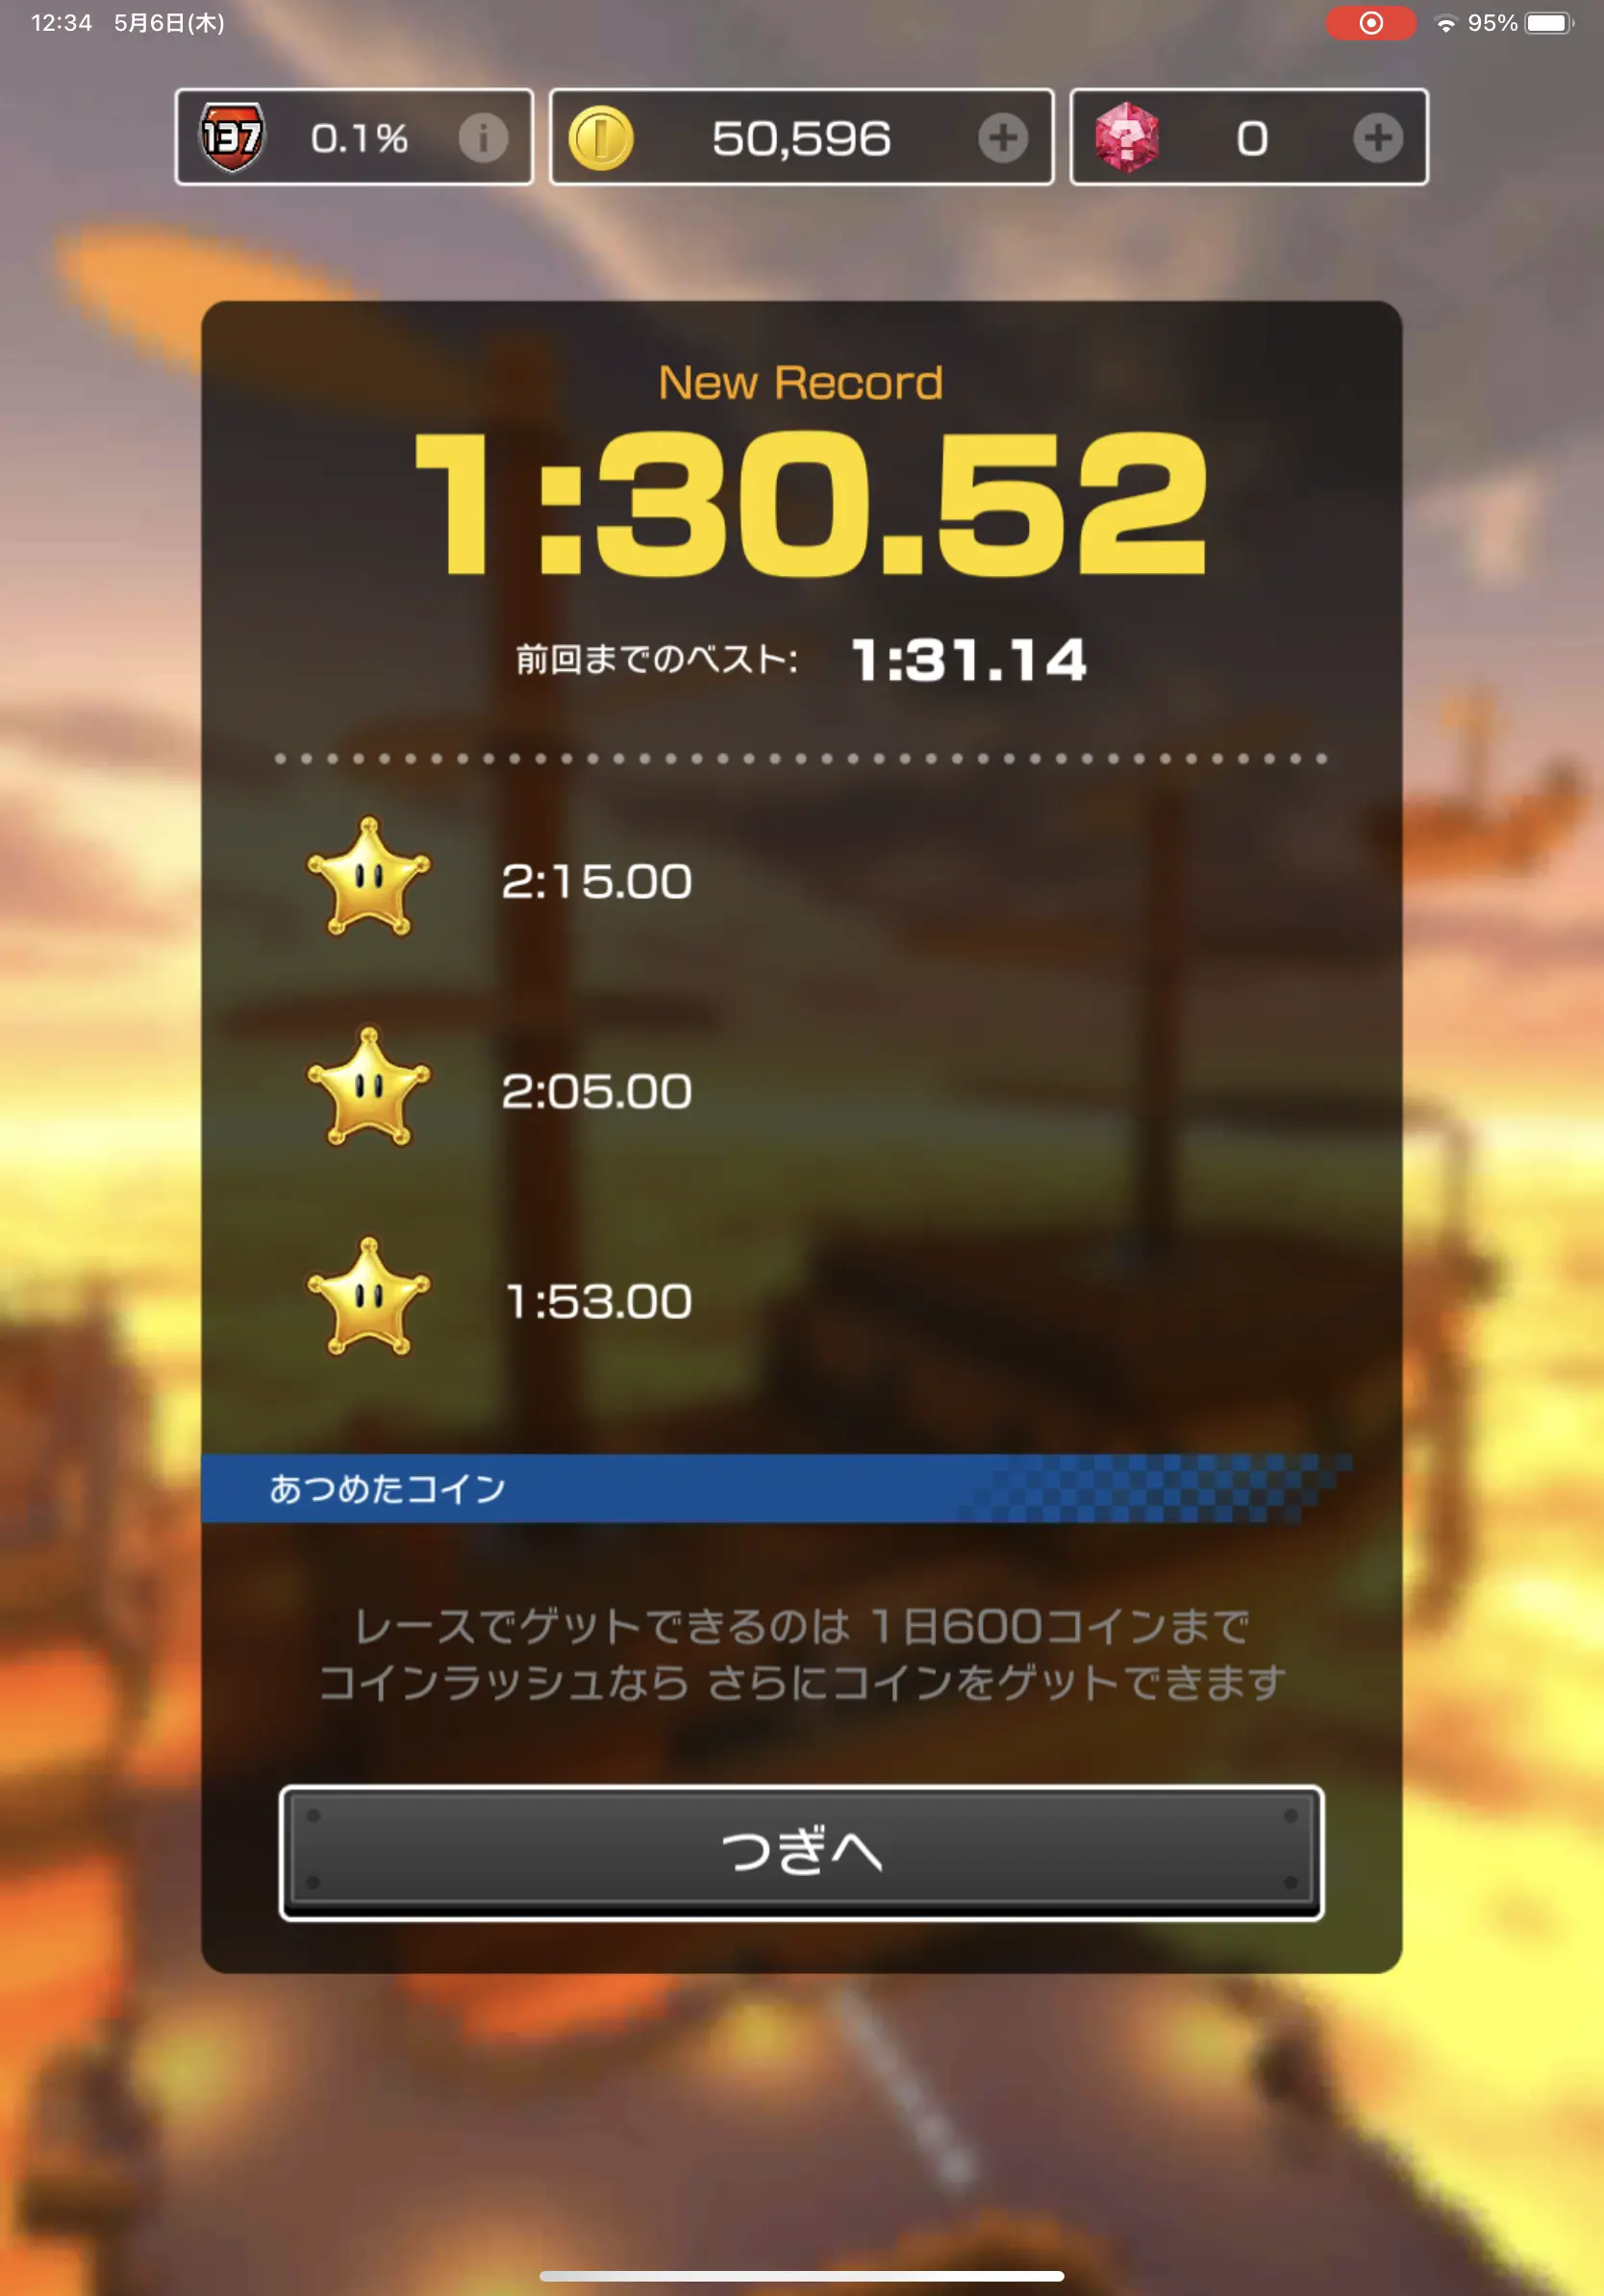 12:34 5月6日(木) 95%
137 0.1% i 50,596 + ? 0 +
New Record
1:30.52
前回までのベスト: 1:31.14
2:15.00
2:05.00
1:53.00
あつめたコイン
レースでゲットできるのは 1日600コインまで
コインラッシュなら さらにコインをゲットできます
つぎへ